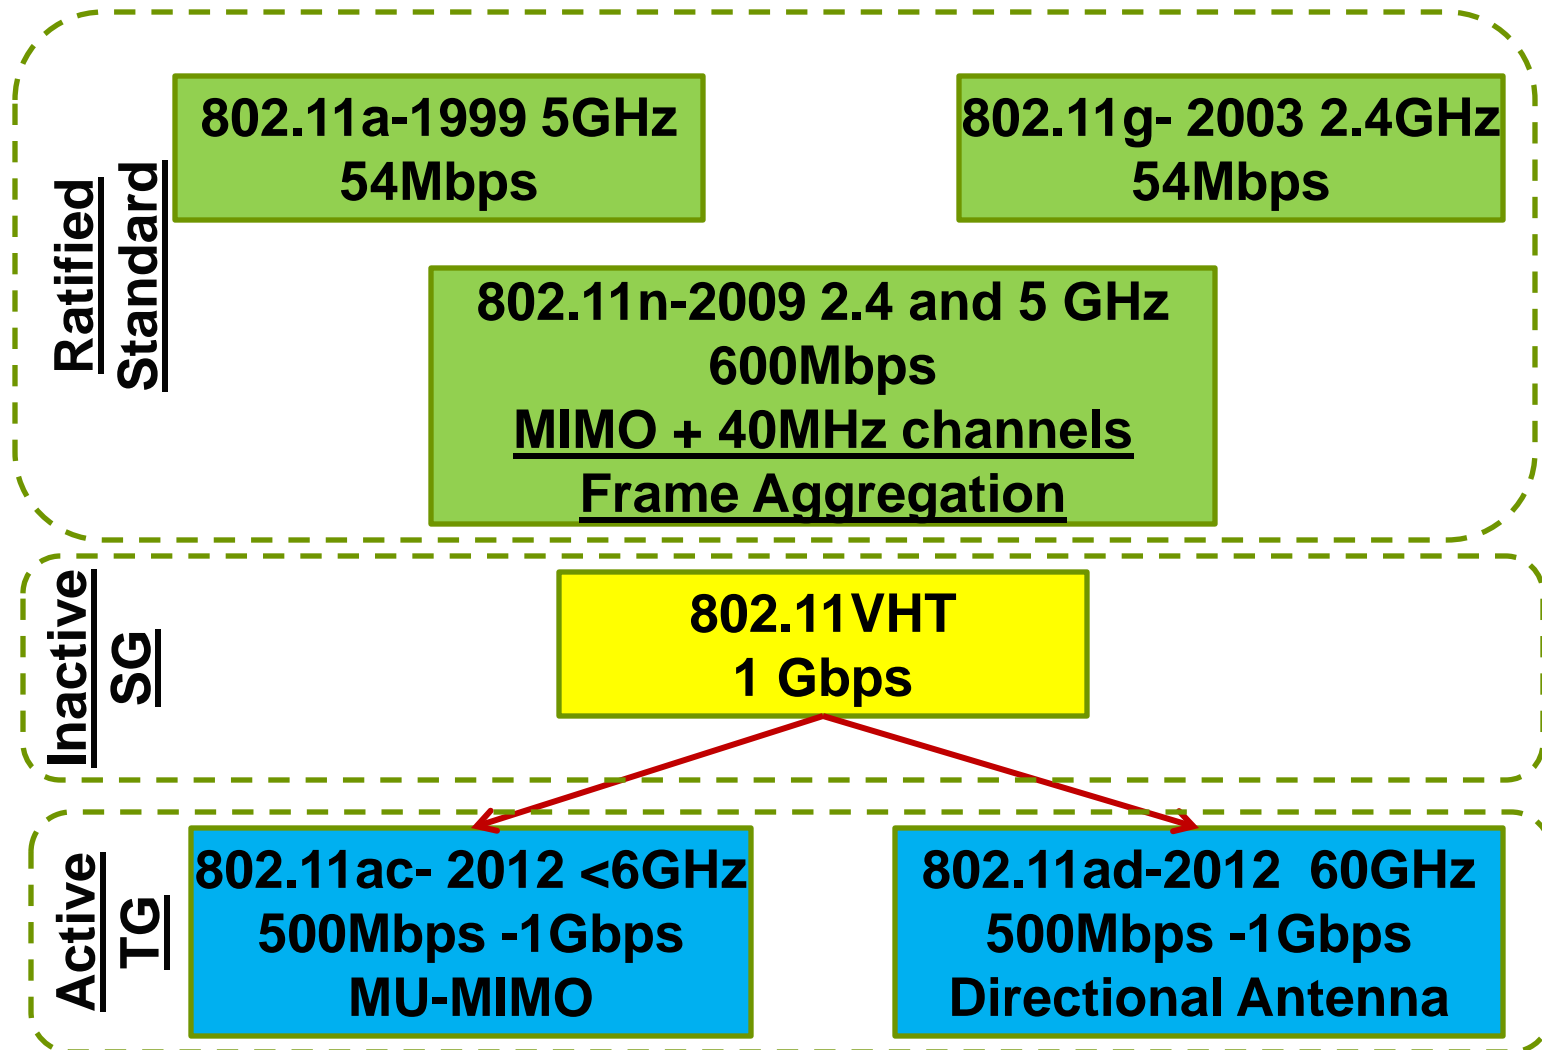 Ratified
Standard
802.11a-1999 5GHz
54Mbps
802.11g- 2003 2.4GHz
54Mbps
802.11n-2009 2.4 and 5 GHz
600Mbps
MIMO + 40MHz channels
Frame Aggregation
Inactive
SG
802.11VHT
1 Gbps
Active
TG
802.11ac- 2012 <6GHz
500Mbps -1Gbps
MU-MIMO
802.11ad-2012  60GHz
500Mbps -1Gbps
Directional Antenna